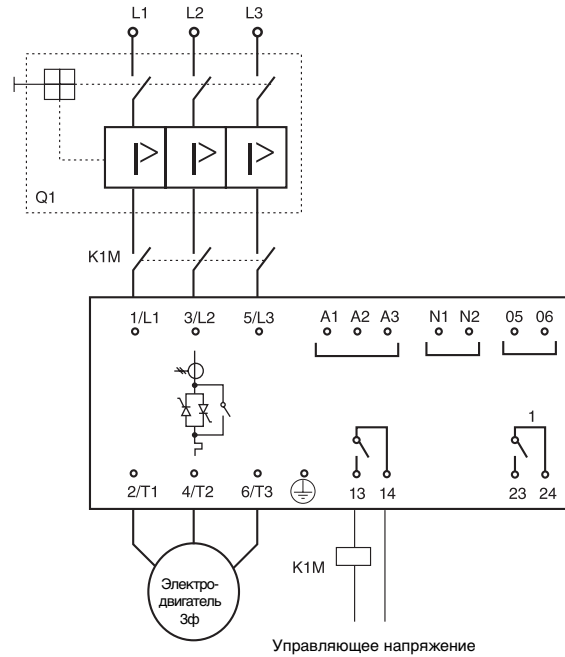 L1 L2 L3
Q1
K1M
1/L1 3/L2 5/L3 A1 A2 A3 N1 N2 05 06
1
2/T1 4/T2 6/T3 13 14 23 24
K1M
Электро-
двигатель
3ф
Управляющее напряжение